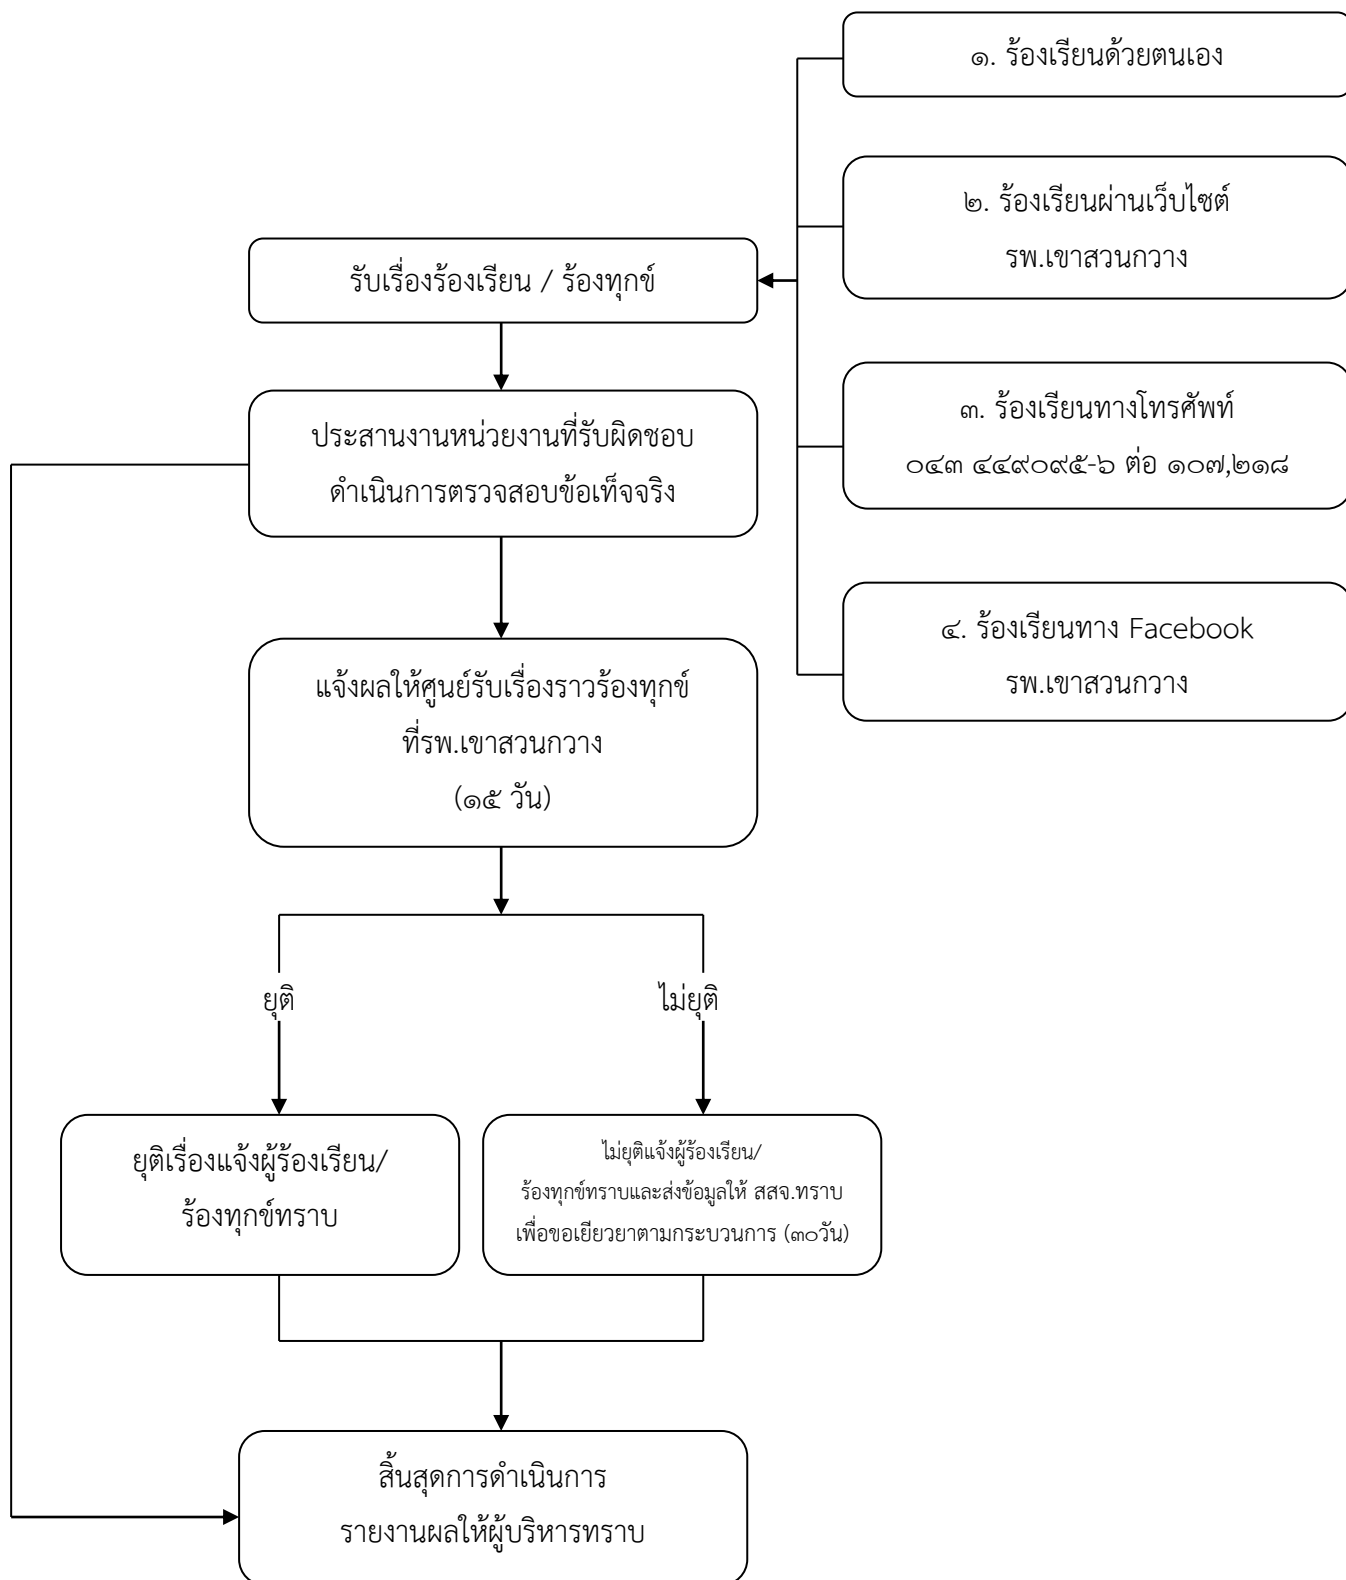 ๑. ร้องเรียนด้วยตนเอง
๒. ร้องเรียนผ่านเว็บไซต์
รพ.เขาสวนกวาง
รับเรื่องร้องเรียน / ร้องทุกข์
๓. ร้องเรียนทางโทรศัพท์
๐๔๓ ๔๔๙๐๙๕-๖ ต่อ ๑๐๗,๒๑๘
ประสานงานหน่วยงานที่รับผิดชอบ
ดำเนินการตรวจสอบข้อเท็จจริง
๔. ร้องเรียนทาง Facebook
รพ.เขาสวนกวาง
แจ้งผลให้ศูนย์รับเรื่องราวร้องทุกข์
ที่รพ.เขาสวนกวาง
(๑๕ วัน)
ยุติ
ไม่ยุติ
ยุติเรื่องแจ้งผู้ร้องเรียน/
ร้องทุกข์ทราบ
ไม่ยุติแจ้งผู้ร้องเรียน/
ร้องทุกข์ทราบและส่งข้อมูลให้ สสจ.ทราบ
เพื่อขอเยียวยาตามกระบวนการ (๓๐วัน)
สิ้นสุดการดำเนินการ
รายงานผลให้ผู้บริหารทราบ